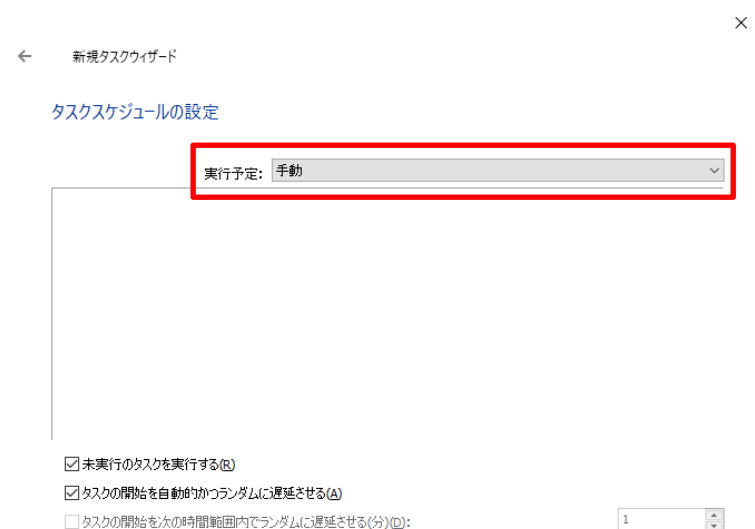 新規タスクウィザード
タスクスケジュールの設定
実行予定: 手動
未実行のタスクを実行する(R)
タスクの開始を自動的かつランダムに遅延させる(A)
タスクの開始を次の時間範囲内でランダムに遅延させる(分)(D): 1